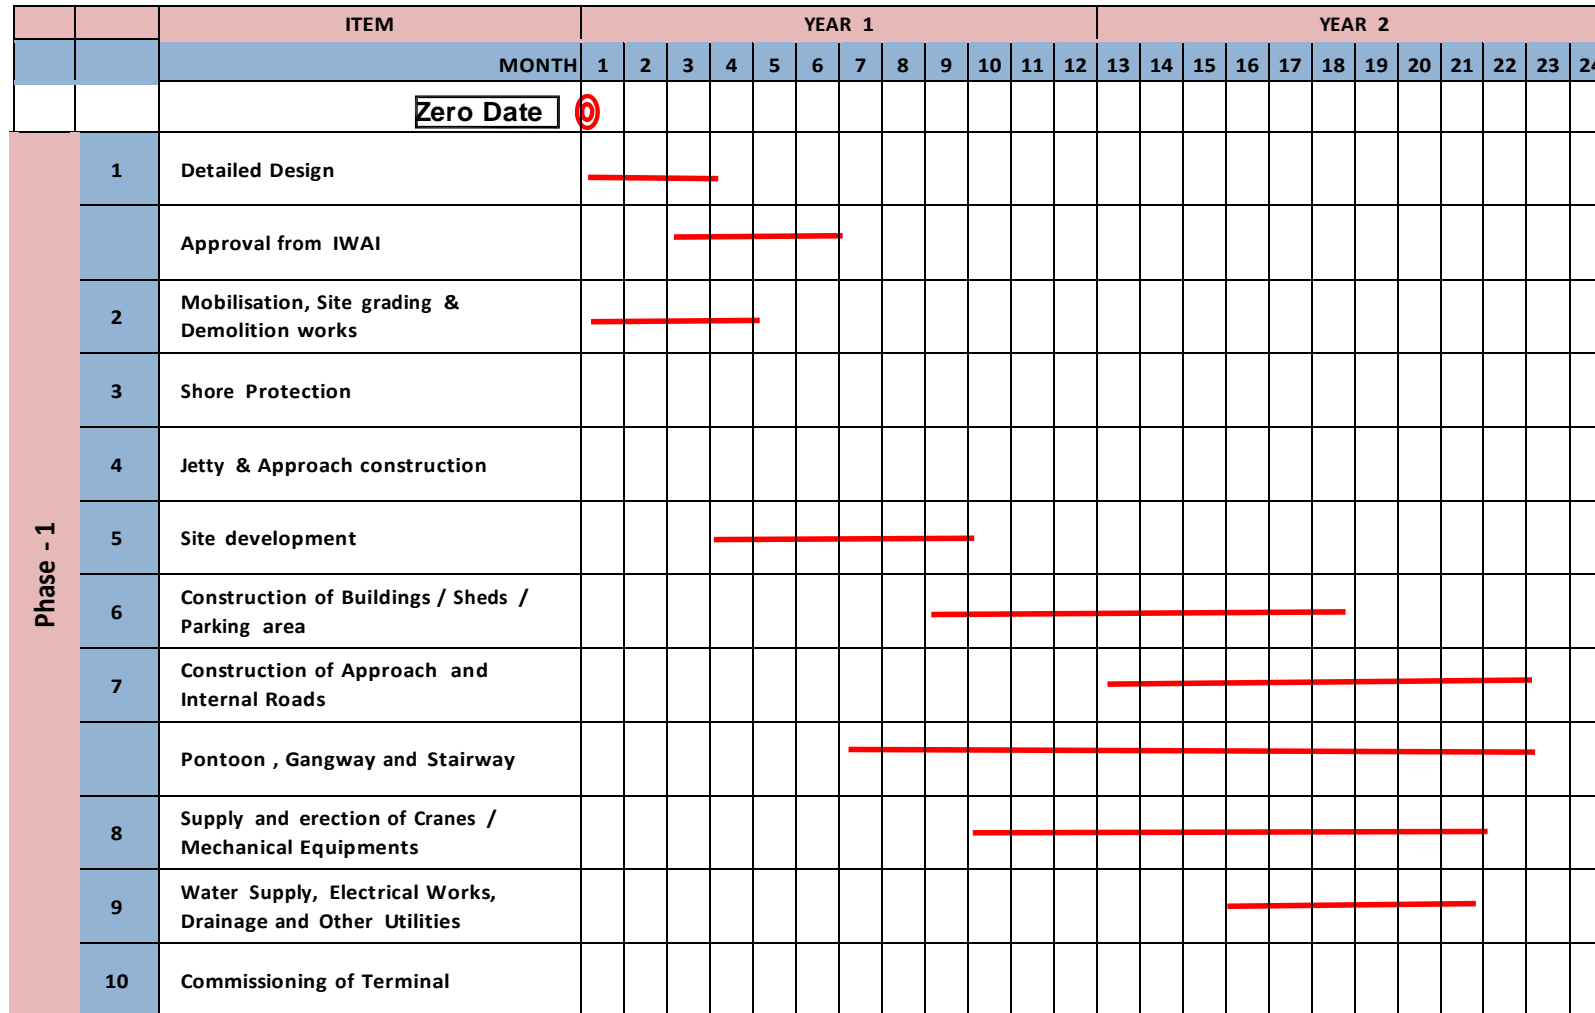 ITEM YEAR 1 YEAR 2
MONTH 1 2 3 4 5 6 7 8 9 10 11 12 13 14 15 16 17 18 19 20 21 22 23 24
Zero Date
Phase - 1
1 Detailed Design
Approval from IWAI
2 Mobilisation, Site grading &
Demolition works
3 Shore Protection
4 Jetty & Approach construction
5 Site development
6 Construction of Buildings / Sheds /
Parking area
7 Construction of Approach and
Internal Roads
Pontoon , Gangway and Stairway
8 Supply and erection of Cranes /
Mechanical Equipments
9 Water Supply, Electrical Works,
Drainage and Other Utilities
10 Commissioning of Terminal